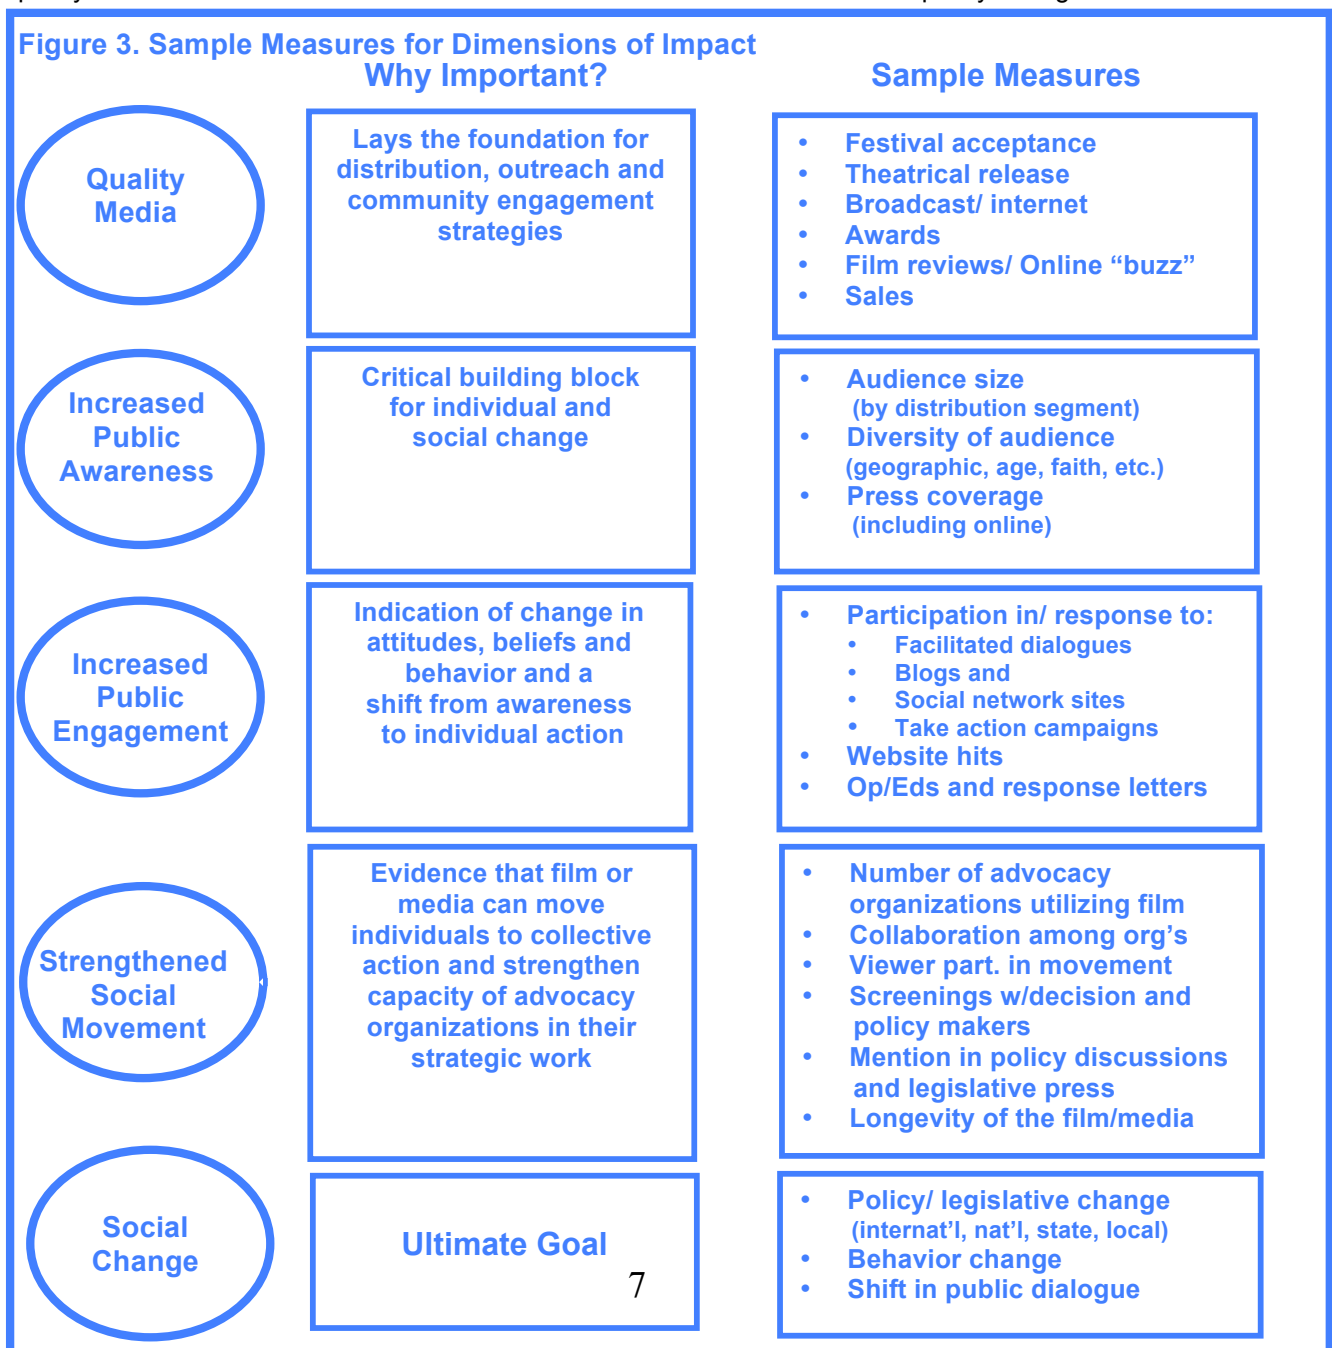 Figure 3. Sample Measures for Dimensions of Impact
Why Important?
Sample Measures
Quality
Media
Lays the foundation for
distribution, outreach and
community engagement
strategies
• Festival acceptance
• Theatrical release
• Broadcast/ internet
• Awards
• Film reviews/ Online “buzz”
• Sales
Increased
Public
Awareness
Critical building block
for individual and
social change
• Audience size
(by distribution segment)
• Diversity of audience
(geographic, age, faith, etc.)
• Press coverage
(including online)
Increased
Public
Engagement
Indication of change in
attitudes, beliefs and
behavior and a
shift from awareness
to individual action
• Participation in/ response to:
• Facilitated dialogues
• Blogs and
• Social network sites
• Take action campaigns
• Website hits
• Op/Eds and response letters
Strengthened
Social
Movement
Evidence that film or
media can move
individuals to collective
action and strengthen
capacity of advocacy
organizations in their
strategic work
• Number of advocacy
organizations utilizing film
• Collaboration among org’s
• Viewer part. in movement
• Screenings w/decision and
policy makers
• Mention in policy discussions
and legislative press
• Longevity of the film/media
Social
Change
Ultimate Goal
• Policy/ legislative change
(internat’l, nat’l, state, local)
• Behavior change
• Shift in public dialogue
7